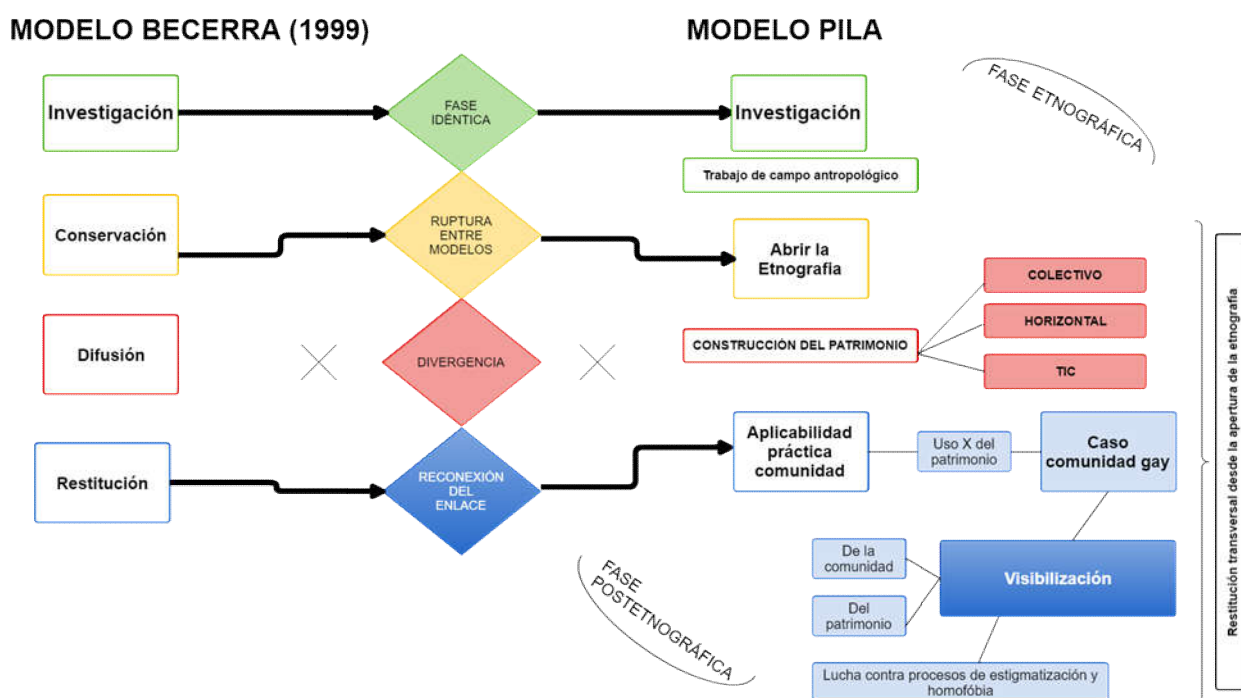 MODELO BECERRA (1999)
MODELO PILA
Investigación
FASE
IDÉNTICA
Investigación
FASE ETNOGRÁFICA
Trabajo de campo antropológico
Conservación
RUPTURA
ENTRE
MODELOS
Abrir la
Etnografia
COLECTIVO
HORIZONTAL
TIC
Difusión
DIVERGENCIA
CONSTRUCCIÓN DEL PATRIMONIO
Restitución
RECONEXIÓN
DEL
ENLACE
Aplicabilidad
práctica
comunidad
Uso X del
patrimonio
Caso
comunidad gay
De la
comunidad
Visibilización
Del
patrimonio
FASE
POSTETNOGRÁFICA
Lucha contra procesos de estigmatización y
homofóbia
Restitución transversal desde la apertura de la etnografía